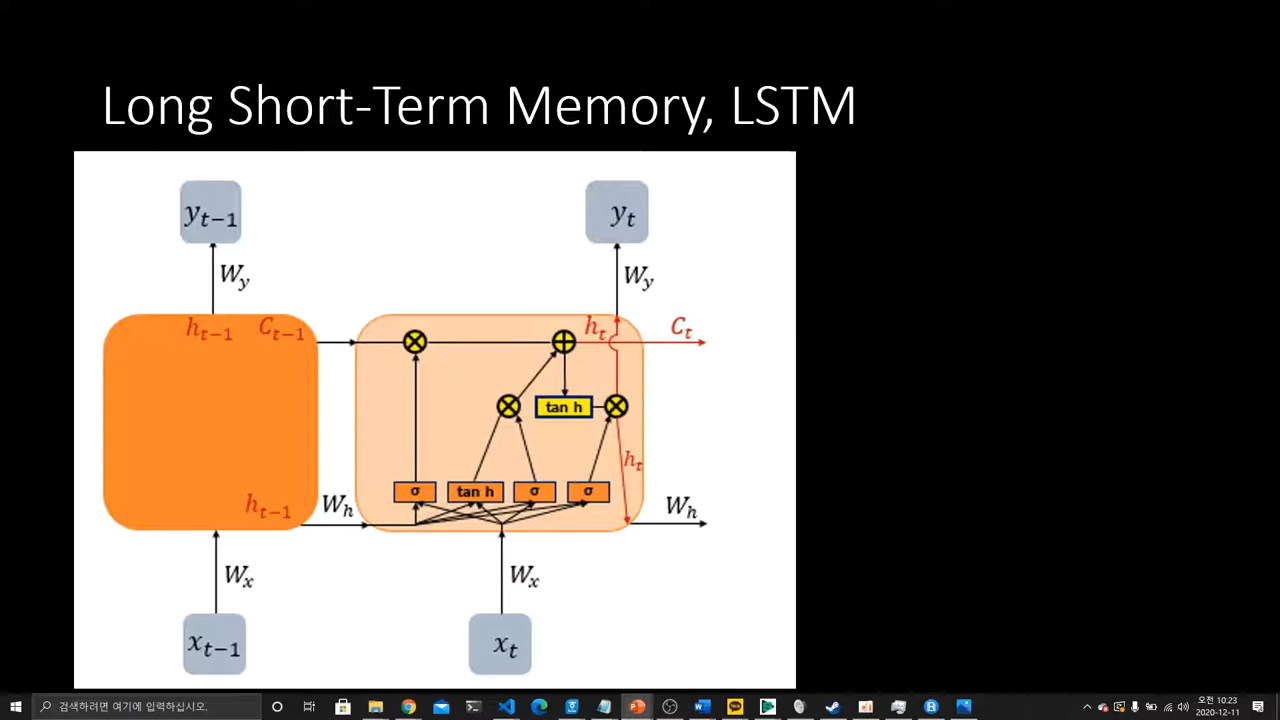 Long Short-Term Memory, LSTM
y_{t-1}
y_t
W_y
W_y
h_{t-1} C_{t-1}
h_t C_t
tan h
h_t
σ tan h σ σ
h_{t-1} W_h
W_h
W_x
W_x
x_{t-1}
x_t
검색하려면 여기에 입력하십시오.
오전 10:23
2020-12-11